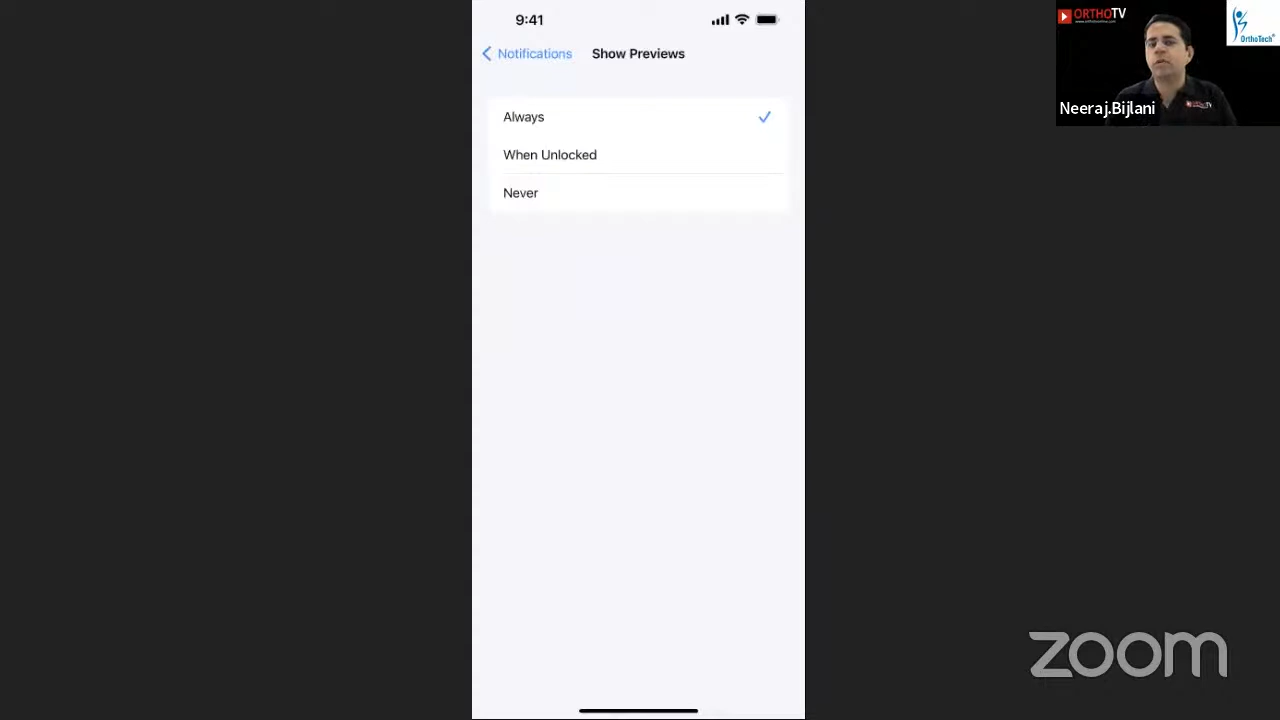 9:41
Notifications
Show Previews
Always
When Unlocked
Never
ORTHOTV
OrthoTech
Neeraj.Bijlani
zoom